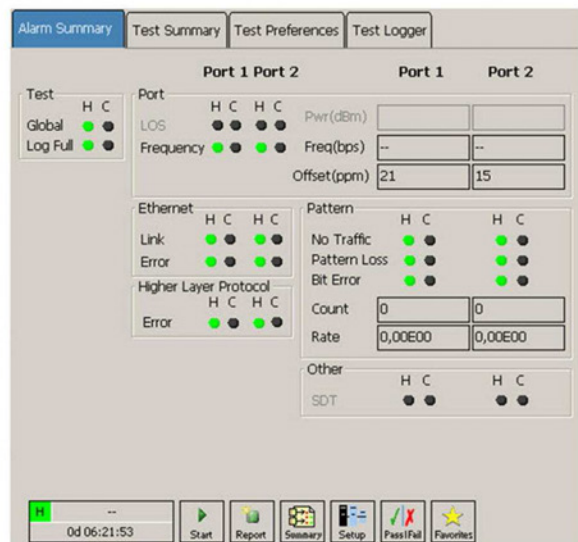 Alarm Summary Test Summary Test Preferences Test Logger
Port 1 Port 2 Port 1 Port 2
Test
H C
Global
Log Full
Port
H C H C
LOS
Frequency
Pwr(dBm)
Freq(bps) -- --
Offset(ppm) 21 15
Ethernet
H C H C
Link
Error
Higher Layer Protocol
H C H C
Error
Pattern
H C H C
No Traffic
Pattern Loss
Bit Error
Count 0 0
Rate 0,00E00 0,00E00
Other
H C H C
SDT
H --
0d 06:21:53
Start Report Summary Setup Pass|Fail Favorites